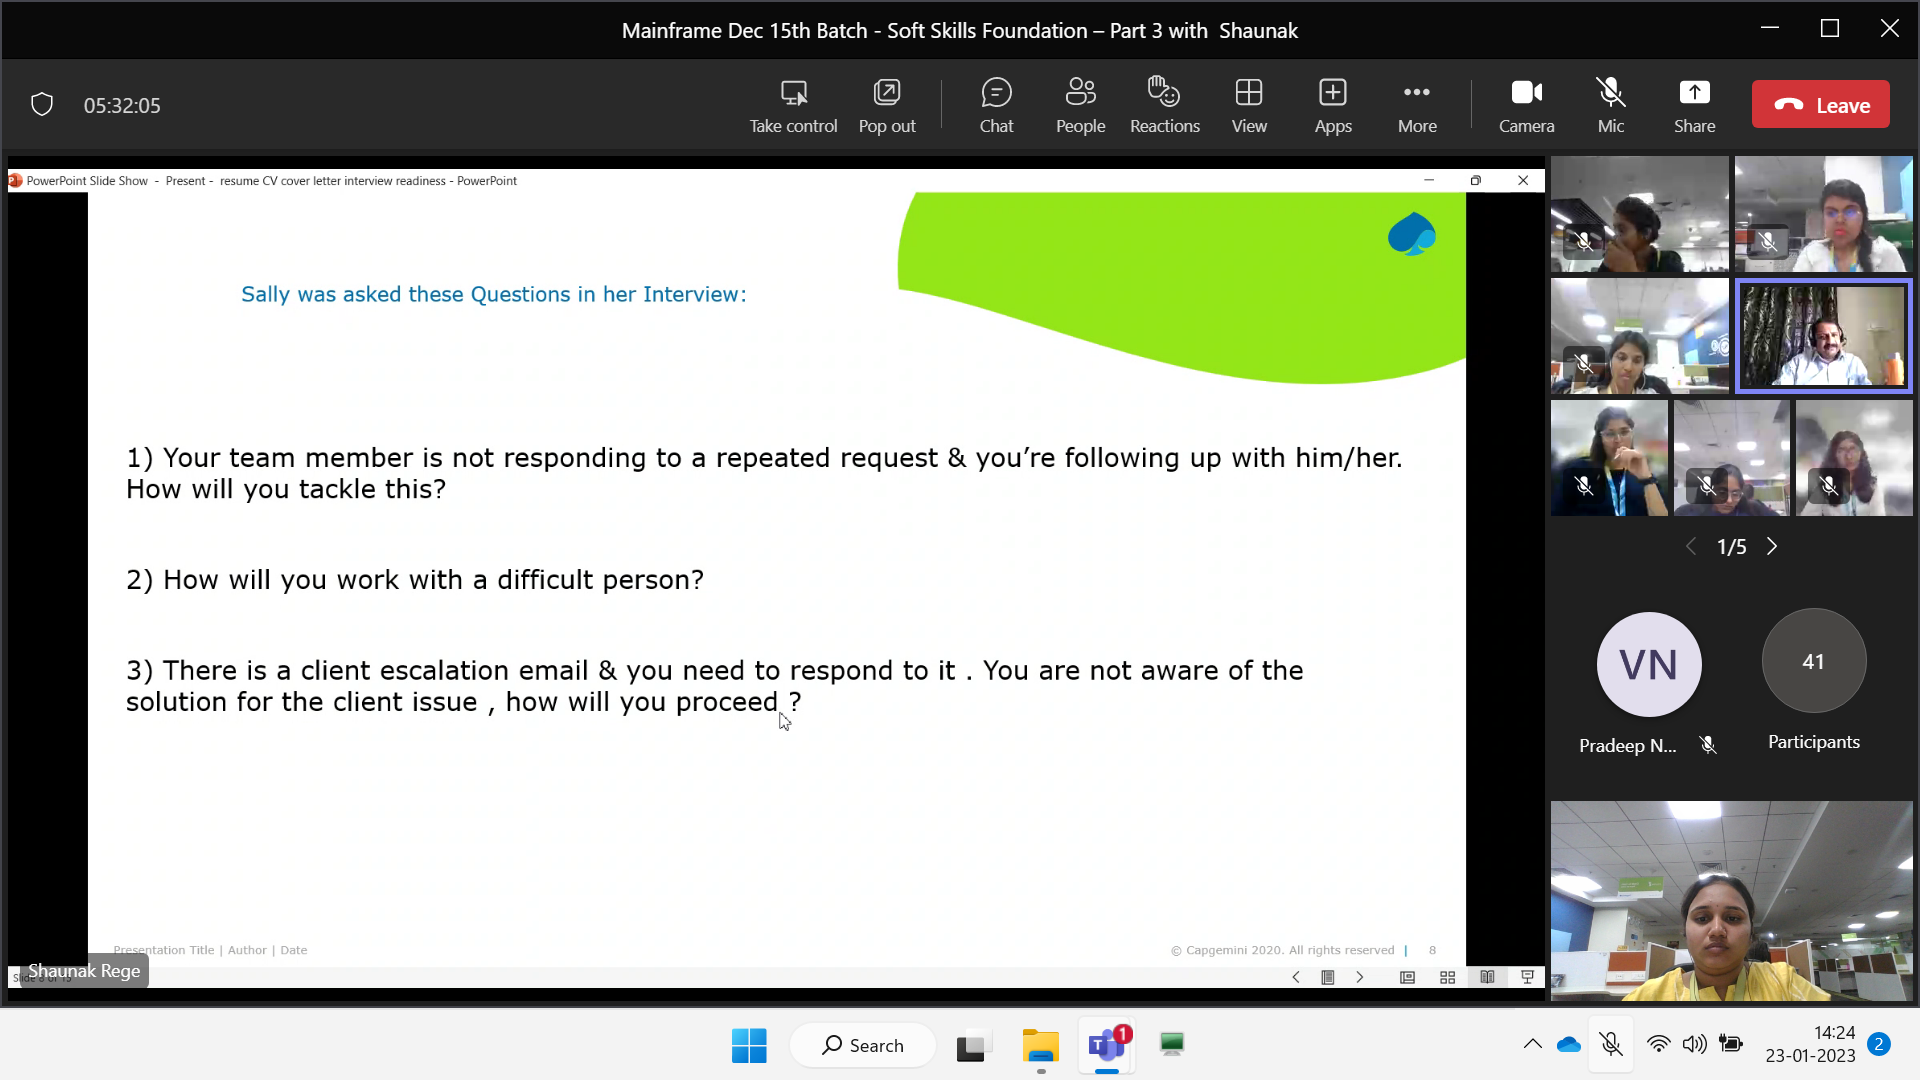 Mainframe Dec 15th Batch - Soft Skills Foundation – Part 3 with  Shaunak
05:32:05
Take control
Pop out
Chat
People
Reactions
View
Apps
More
Camera
Mic
Share
Leave
PowerPoint Slide Show  -  Present -  resume CV cover letter interview readiness - PowerPoint
Sally was asked these Questions in her Interview:
1) Your team member is not responding to a repeated request & you’re following up with him/her.
How will you tackle this?
2) How will you work with a difficult person?
3) There is a client escalation email & you need to respond to it . You are not aware of the
solution for the client issue , how will you proceed ?
Presentation Title | Author | Date
© Capgemini 2020. All rights reserved |
8
Shaunak Rege
1/5
VN
Pradeep N...
41
Participants
Search
T
1
14:24
23-01-2023
2